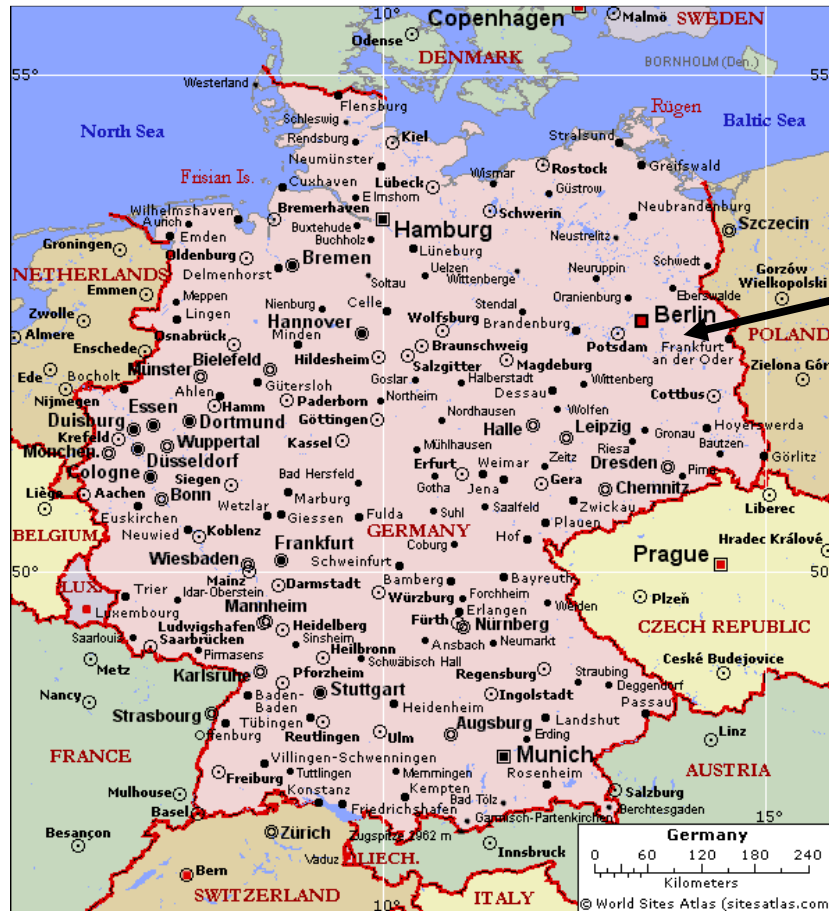 10°
Copenhagen
Malmö
SWEDEN
Odense
DENMARK
BORNHOLM (Den.)
55°
55°
Westerland
Flensburg
North Sea
Rügen
Baltic Sea
Schleswig
Rendsburg
Kiel
Stralsund
Neumünster
Rostock
Greifswald
Frisian Is.
Cuxhaven
Lübeck
Wismar
Güstrow
Elmshorn
Wilhelmshaven
Bremerhaven
Schwerin
Neubrandenburg
Aurich
Buxtehude
Hamburg
Szczecin
Emden
Buchholz
Neustrelitz
Groningen
Oldenburg
Lüneburg
Bremen
NETHERLANDS
Delmenhorst
Uelzen
Wittenberge
Schwedt
Gorzów
Wielkopolski
Emmen
Soltau
Neuruppin
Meppen
Nienburg
Celle
Stendal
Oranienburg
Eberswalde
Zwolle
Lingen
Berlin
Hannover
Wolfsburg
Brandenburg
Almere
Osnabrück
Minden
Braunschweig
Potsdam
Frankfurt
an der Oder
POLAND
Enschede
Hildesheim
Bielefeld
Salzgitter
Magdeburg
Zielona Gór
Ede
Bocholt
Münster
Gütersloh
Goslar
Halberstadt
Wittenberg
Nijmegen
Ahlen
Paderborn
Northeim
Dessau
Cottbus
Essen
Hamm
Göttingen
Nordhausen
Wolfen
Duisburg
Dortmund
Halle
Leipzig
Gronau
Hoyerswerda
Krefeld
Wuppertal
Kassel
Mühlhausen
Riesa
Bautzen
München.
Düsseldorf
Erfurt
Weimar
Zeitz
Dresden
Görlitz
Cologne
Siegen
Bad Hersfeld
Gotha
Jena
Gera
Pirna
Liège
Aachen
Bonn
Marburg
Chemnitz
Liberec
Euskirchen
Wetzlar
Giessen
Fulda
Suhl
Saalfeld
Zwickau
BELGIUM
Neuwied
Koblenz
GERMANY
Plauen
Hradec Králové
Frankfurt
Coburg
Hof
Wiesbaden
Schweinfurt
Prague
50°
50°
Mainz
Darmstadt
Bamberg
Bayreuth
LUX.
Trier
Idar-Oberstein
Würzburg
Forchheim
Plzeň
Luxembourg
Mannheim
Erlangen
Weiden
Ludwigshafen
Heidelberg
Fürth
Nürnberg
CZECH REPUBLIC
Saarlouis
Saarbrücken
Sinsheim
Ansbach
Neumarkt
Metz
Pirmasens
Heilbronn
Schwäbisch Hall
České Budejovice
Karlsruhe
Pforzheim
Regensburg
Straubing
Nancy
Baden-
Baden
Stuttgart
Ingolstadt
Deggendorf
Strasbourg
Heidenheim
Passau
Offenburg
Tübingen
Augsburg
Landshut
Linz
Reutlingen
Ulm
Erding
FRANCE
Villingen-Schwenningen
Munich
AUSTRIA
Freiburg
Tuttlingen
Memmingen
Rosenheim
Mulhouse
Konstanz
Kempten
Salzburg
Basel
Friedrichshafen
Bad Tölz
Berchtesgaden
Garmisch-Partenkirchen
Besançon
Zürich
Zugspitze 2962 m
Germany
15°
Vaduz
LIECH.
Innsbruck
0 60 120 180 240
Bern
Kilometers
SWITZERLAND
ITALY
© World Sites Atlas (sitesatlas.com
10°